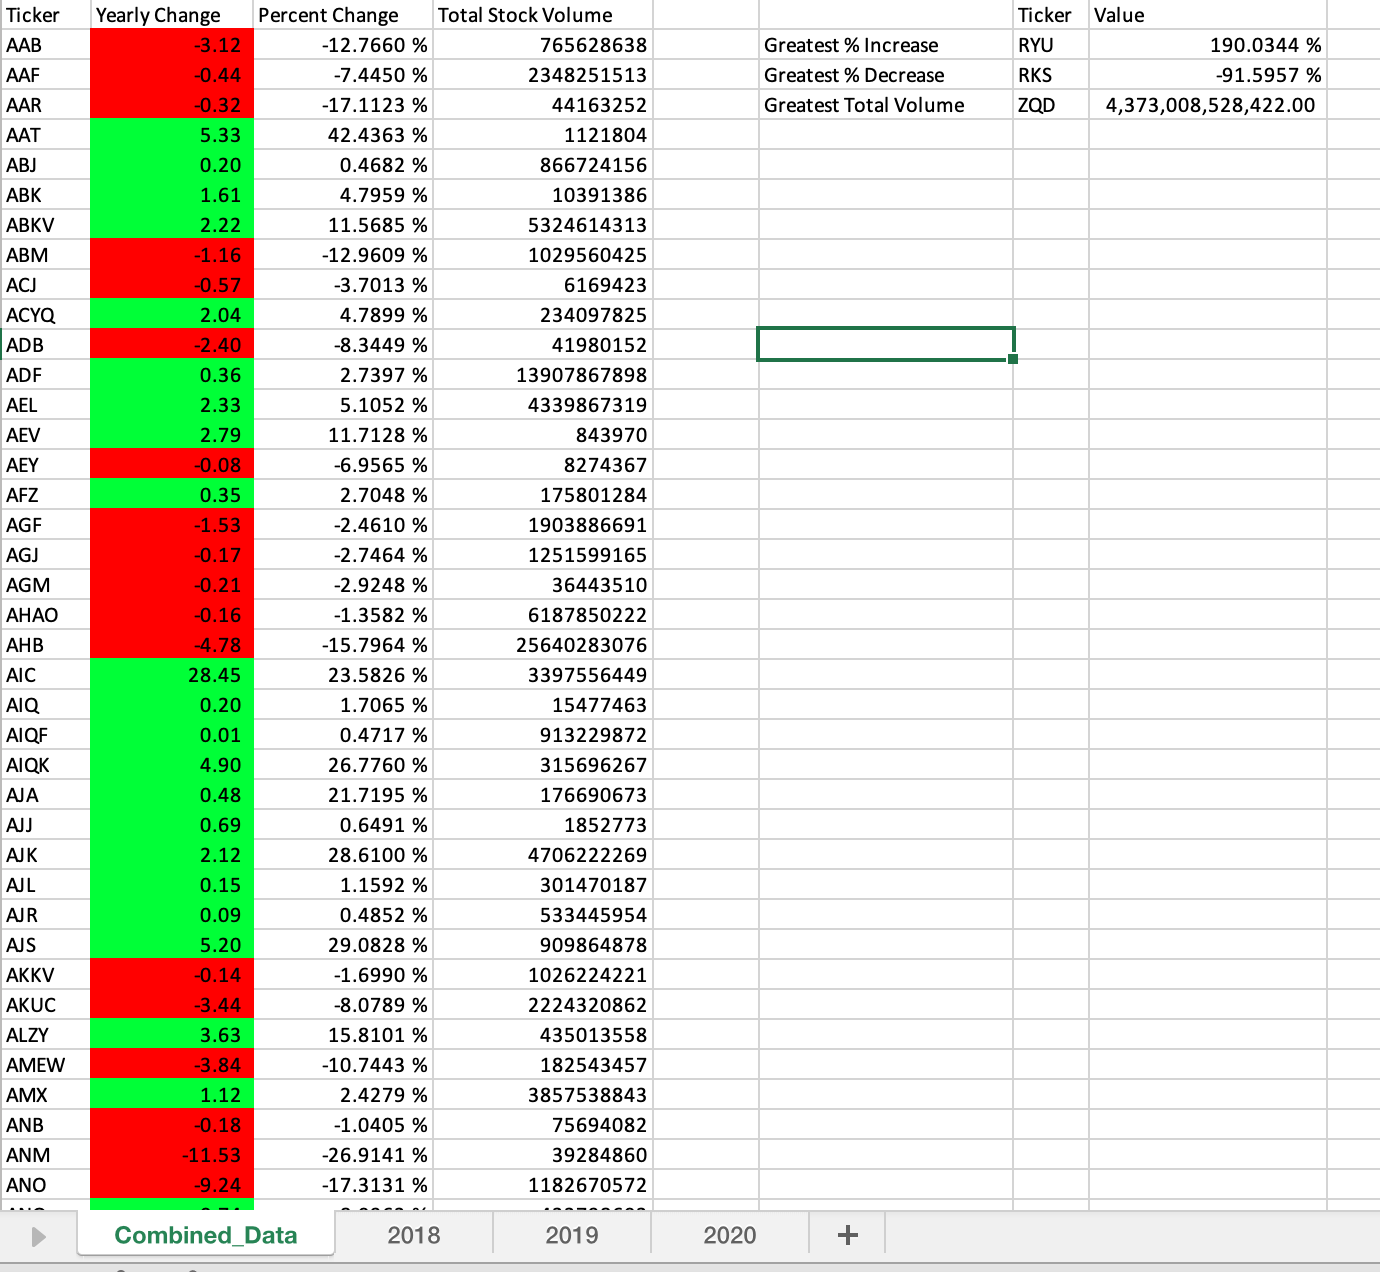 Ticker Yearly Change Percent Change Total Stock Volume Ticker Value
AAB -3.12 -12.7660 % 765628638 Greatest % Increase RYU 190.0344 %
AAF -0.44 -7.4450 % 2348251513 Greatest % Decrease RKS -91.5957 %
AAR -0.32 -17.1123 % 44163252 Greatest Total Volume ZQD 4,373,008,528,422.00
AAT 5.33 42.4363 % 1121804
ABJ 0.20 0.4682 % 866724156
ABK 1.61 4.7959 % 10391386
ABKV 2.22 11.5685 % 5324614313
ABM -1.16 -12.9609 % 1029560425
ACJ -0.57 -3.7013 % 6169423
ACYQ 2.04 4.7899 % 234097825
ADB -2.40 -8.3449 % 41980152
ADF 0.36 2.7397 % 13907867898
AEL 2.33 5.1052 % 4339867319
AEV 2.79 11.7128 % 843970
AEY -0.08 -6.9565 % 8274367
AFZ 0.35 2.7048 % 175801284
AGF -1.53 -2.4610 % 1903886691
AGJ -0.17 -2.7464 % 1251599165
AGM -0.21 -2.9248 % 36443510
AHAO -0.16 -1.3582 % 6187850222
AHB -4.78 -15.7964 % 25640283076
AIC 28.45 23.5826 % 3397556449
AIQ 0.20 1.7065 % 15477463
AIQF 0.01 0.4717 % 913229872
AIQK 4.90 26.7760 % 315696267
AJA 0.48 21.7195 % 176690673
AJJ 0.69 0.6491 % 1852773
AJK 2.12 28.6100 % 4706222269
AJL 0.15 1.1592 % 301470187
AJR 0.09 0.4852 % 533445954
AJS 5.20 29.0828 % 909864878
AKKV -0.14 -1.6990 % 1026224221
AKUC -3.44 -8.0789 % 2224320862
ALZY 3.63 15.8101 % 435013558
AMEW -3.84 -10.7443 % 182543457
AMX 1.12 2.4279 % 3857538843
ANB -0.18 -1.0405 % 75694082
ANM -11.53 -26.9141 % 39284860
ANO -9.24 -17.3131 % 1182670572
Combined_Data 2018 2019 2020 +